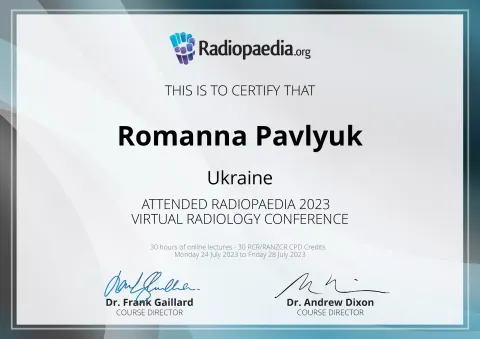 Radiopaedia.org
THIS IS TO CERTIFY THAT
Romanna Pavlyuk
Ukraine
ATTENDED RADIOPAEDIA 2023
VIRTUAL RADIOLOGY CONFERENCE
30 hours of online lectures - 30 RCR/RANZCR CPD Credits
Monday 24 July 2023 to Friday 28 July 2023
Dr. Frank Gaillard
COURSE DIRECTOR
Dr. Andrew Dixon
COURSE DIRECTOR